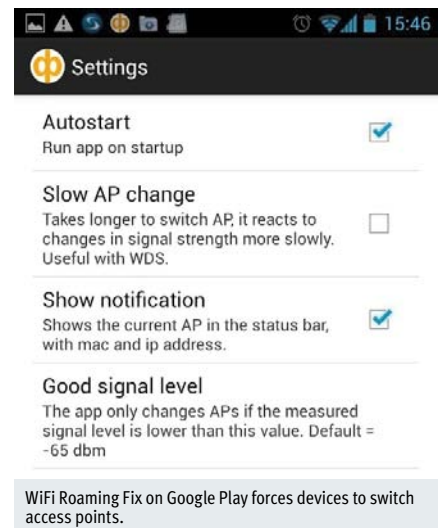 15:46
Settings
Autostart
Run app on startup
Slow AP change
Takes longer to switch AP, it reacts to
changes in signal strength more slowly.
Useful with WDS.
Show notification
Shows the current AP in the status bar,
with mac and ip address.
Good signal level
The app only changes APs if the measured
signal level is lower than this value. Default =
-65 dbm
WiFi Roaming Fix on Google Play forces devices to switch
access points.